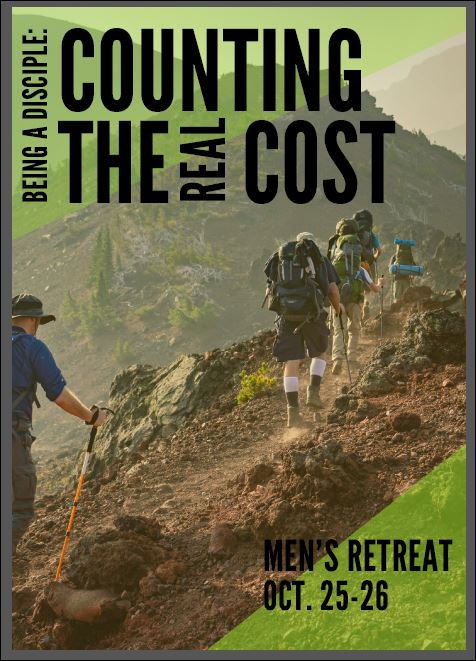 BEING A DISCIPLE:
COUNTING
THE REAL COST
MEN'S RETREAT
OCT. 25-26